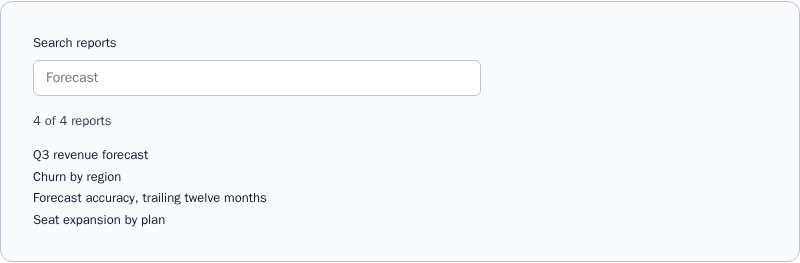 Search reports
Forecast
4 of 4 reports
Q3 revenue forecast
Churn by region
Forecast accuracy, trailing twelve months
Seat expansion by plan